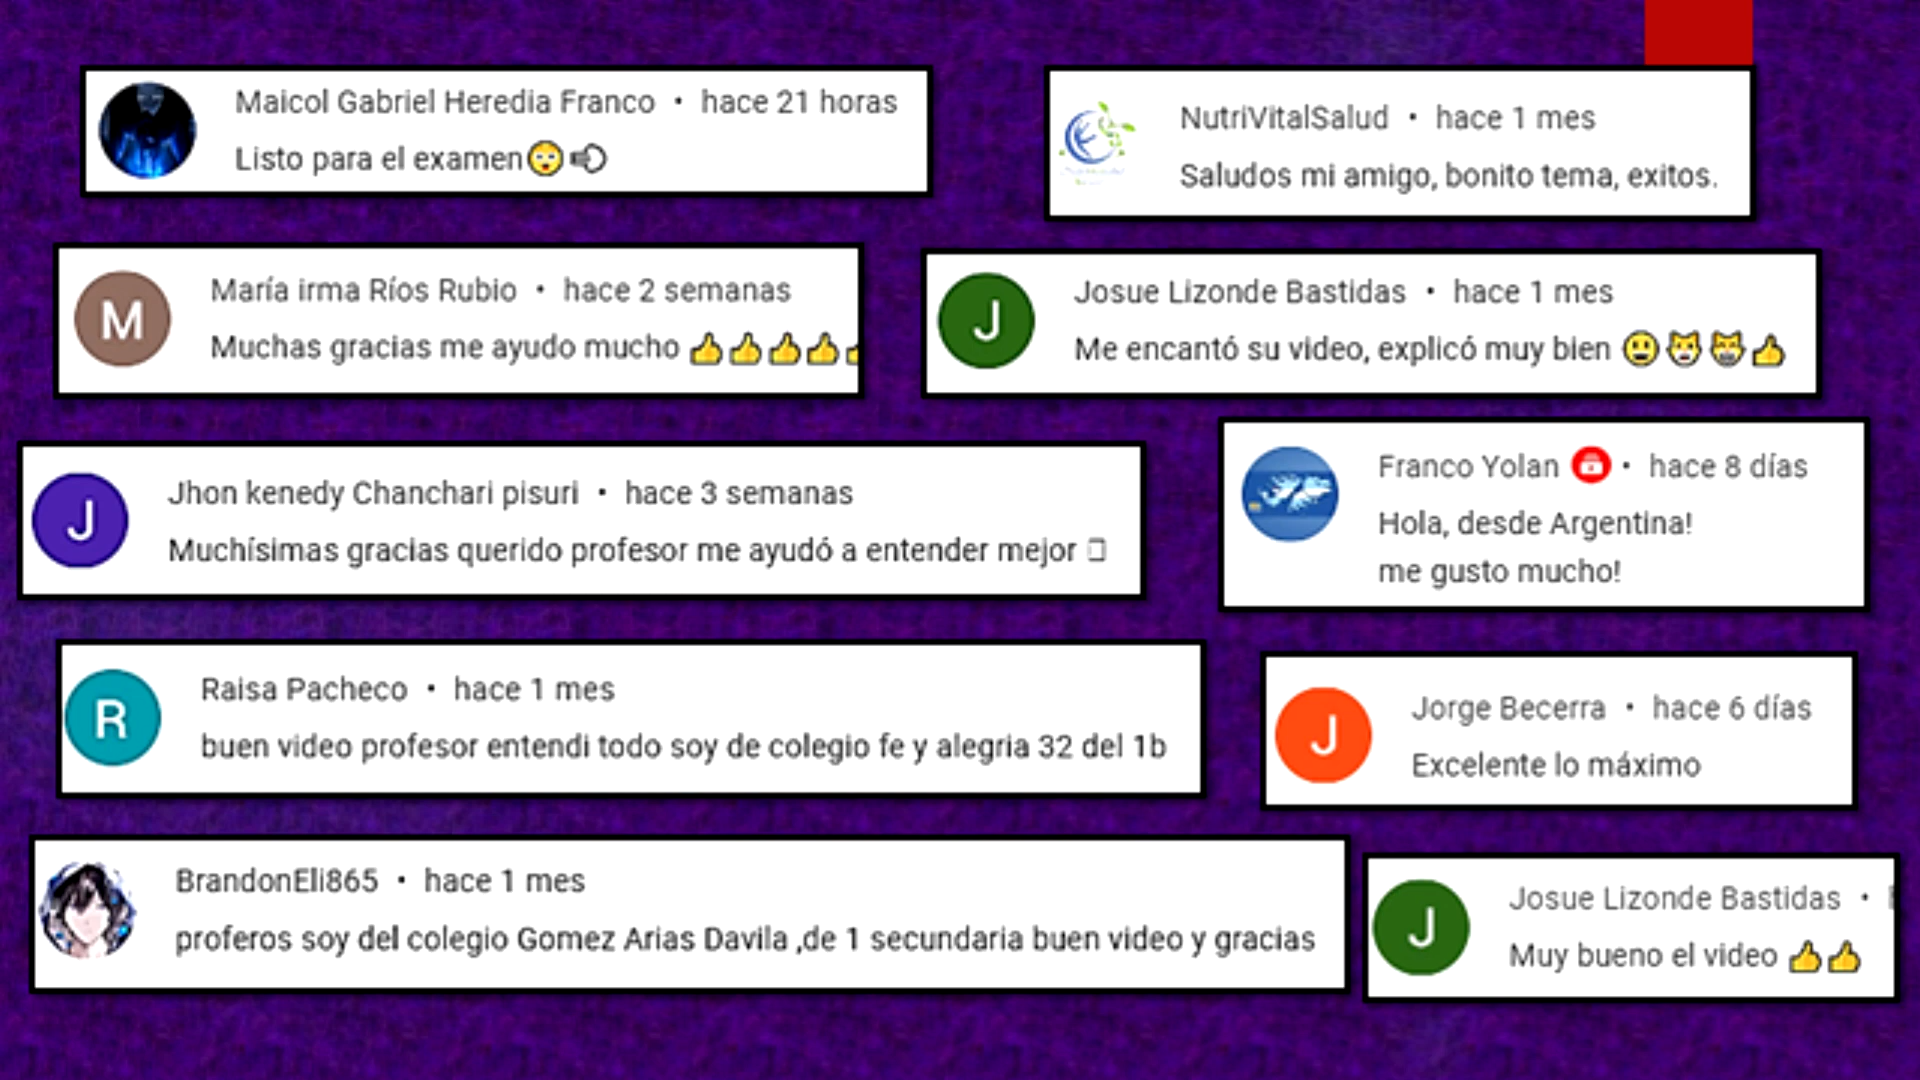 Maicol Gabriel Heredia Franco • hace 21 horas
Listo para el examen😲💨
NutriVitalSalud • hace 1 mes
Saludos mi amigo, bonito tema, exitos.
M
María irma Ríos Rubio • hace 2 semanas
Muchas gracias me ayudo mucho 👍👍👍👍👍
J
Josue Lizonde Bastidas • hace 1 mes
Me encantó su video, explicó muy bien 😃😺😸👍
J
Jhon kenedy Chanchari pisuri • hace 3 semanas
Muchísimas gracias querido profesor me ayudó a entender mejor
Franco Yolan • hace 8 días
Hola, desde Argentina!
me gusto mucho!
R
Raisa Pacheco • hace 1 mes
buen video profesor entendi todo soy de colegio fe y alegria 32 del 1b
J
Jorge Becerra • hace 6 días
Excelente lo máximo
BrandonEli865 • hace 1 mes
proferos soy del colegio Gomez Arias Davila ,de 1 secundaria buen video y gracias
J
Josue Lizonde Bastidas •
Muy bueno el video 👍👍